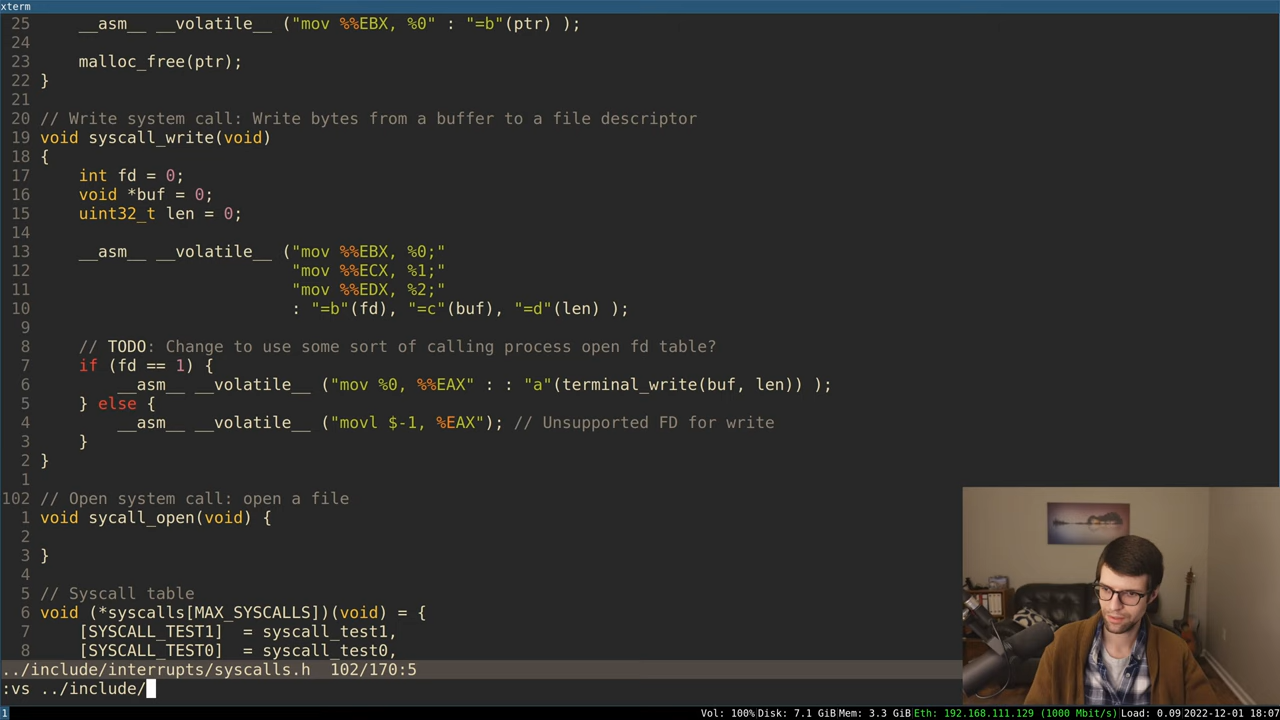 xterm
25 __asm__ __volatile__ ("mov %%EBX, %0" : "=b"(ptr) );
24
23 malloc_free(ptr);
22 }
21
20 // Write system call: Write bytes from a buffer to a file descriptor
19 void syscall_write(void)
18 {
17 int fd = 0;
16 void *buf = 0;
15 uint32_t len = 0;
14
13 __asm__ __volatile__ ("mov %%EBX, %0;"
12 "mov %%ECX, %1;"
11 "mov %%EDX, %2;"
10 : "=b"(fd), "=c"(buf), "=d"(len) );
9
8 // TODO: Change to use some sort of calling process open fd table?
7 if (fd == 1) {
6 __asm__ __volatile__ ("mov %0, %%EAX" : : "a"(terminal_write(buf, len)) );
5 } else {
4 __asm__ __volatile__ ("movl $-1, %EAX"); // Unsupported FD for write
3 }
2 }
1
102 // Open system call: open a file
1 void sycall_open(void) {
2
3 }
4
5 // Syscall table
6 void (*syscalls[MAX_SYSCALLS])(void) = {
7 [SYSCALL_TEST1] = syscall_test1,
8 [SYSCALL_TEST0] = syscall_test0,
../include/interrupts/syscalls.h 102/170:5
:vs ../include/
1 Vol: 100% Disk: 7.1 GiB Mem: 3.3 GiB Eth: 192.168.111.129 (1000 Mbit/s) Load: 0.09 2022-12-01 18:07